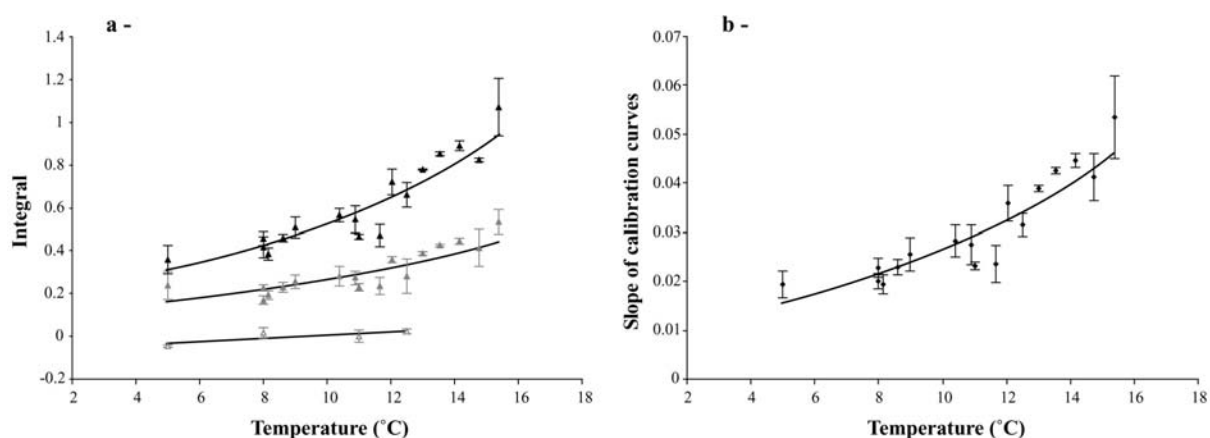 a -
1.4
1.2
1
0.8
0.6
0.4
0.2
0
-0.2
Integral
2 4 6 8 10 12 14 16 18
Temperature (˚C)
b -
0.07
0.06
0.05
0.04
0.03
0.02
0.01
0
Slope of calibration curves
2 4 6 8 10 12 14 16 18
Temperature (˚C)